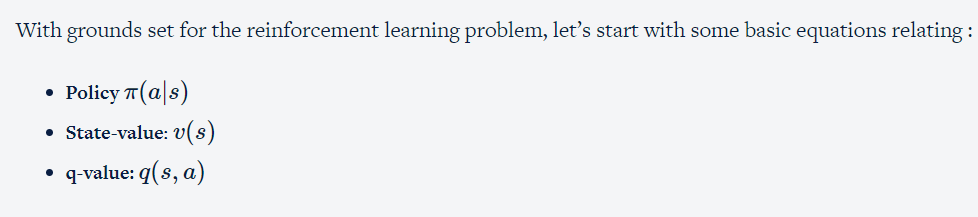 With grounds set for the reinforcement learning problem, let’s start with some basic equations relating :
• Policy π(a|s)
• State-value: v(s)
• q-value: q(s, a)